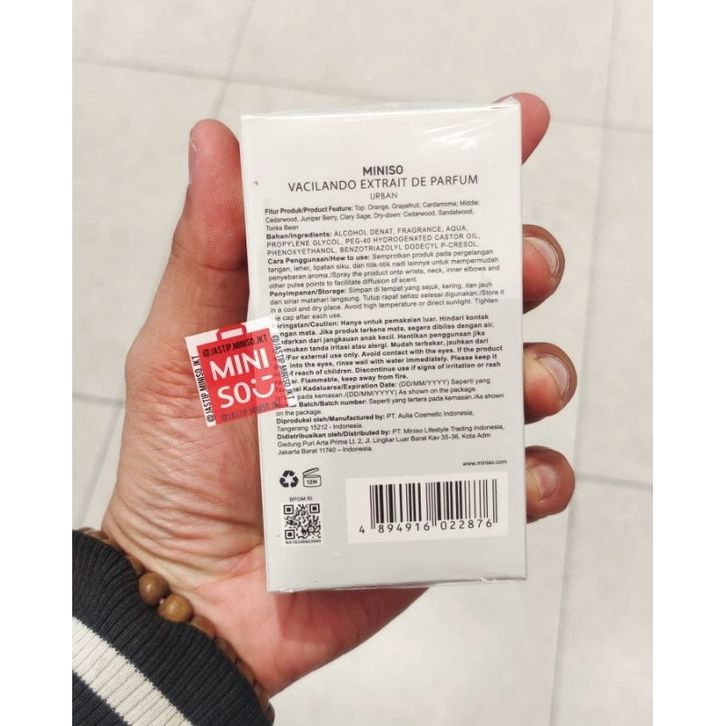 MINISO
VACILANDO EXTRAIT DE PARFUM
URBAN
Fitur Produk/Product Feature: Top: Orange, Grapefruit, Cardamome; Middle:
Cedarwood, Juniper Berry, Clary Sage; Dry-down: Cedarwood, Sandalwood,
Tonka Bean
Bahan/Ingredients: ALCOHOL DENAT, FRAGRANCE, AQUA,
PROPYLENE GLYCOL, PEG-40 HYDROGENATED CASTOR OIL,
PHENOXYETHANOL, BENZOTRIAZOLYL DODECYL P-CRESOL.
Cara Penggunaan/How to use: Semprotkan produk pada pergelangan
tangan, leher, lipatan siku, dan titik-titik nadi lainnya untuk mempermudah
penyebaran aroma./Spray the product onto wrists, neck, inner elbows and
other pulse points to facilitate diffusion of scent.
Penyimpanan/Storage: Simpan di tempat yang sejuk, kering, dan jauh
dari sinar matahari langsung. Tutup rapat setiap selesai digunakan./Store it
in a cool and dry place. Avoid high temperature or direct sunlight. Tighten
the cap after each use.
Peringatan/Caution: Hanya untuk pemakaian luar. Hindari kontak
dengan mata. Jika produk terkena mata, segera dibilas dengan air,
dari jangkauan anak kecil. Hentikan penggunaan jika
tanda iritasi atau alergi. Mudah terbakar, jauhkan dari
For external use only. Avoid contact with the eyes. If the product
into the eyes, rinse well with water immediately. Please keep it
of reach of children. Discontinue use if signs of irritation or rash
Flammable, keep away from fire.
Kadaluarsa/Expiry Date: (DD/MM/YYYY) Seperti yang
pada kemasan./(DD/MM/YYYY) As shown on the package.
Batch/Batch number: Seperti yang tertera pada kemasan./As shown
on the package.
Diproduksi oleh/Manufactured by: PT. Aulia Cosmetic Indonesia,
Tangerang 15212 - Indonesia.
Didistribusikan oleh/Distributed by: PT. Miniso Lifestyle Trading Indonesia,
Gedung Puri Arta Prima Lt. 2, Jl. Lingkar Luar Barat Kav 35-36, Kota Adm
Jakarta Barat 11740 – Indonesia.
www.miniso.com
12M
BPOM RI
4 894916 022876
@JASTIP.MINISO.JKT
MINI
SO
@JASTIP.MINISO.JKT
@JASTIP.MINISO.JKT
@JASTIP.MINISO.JKT